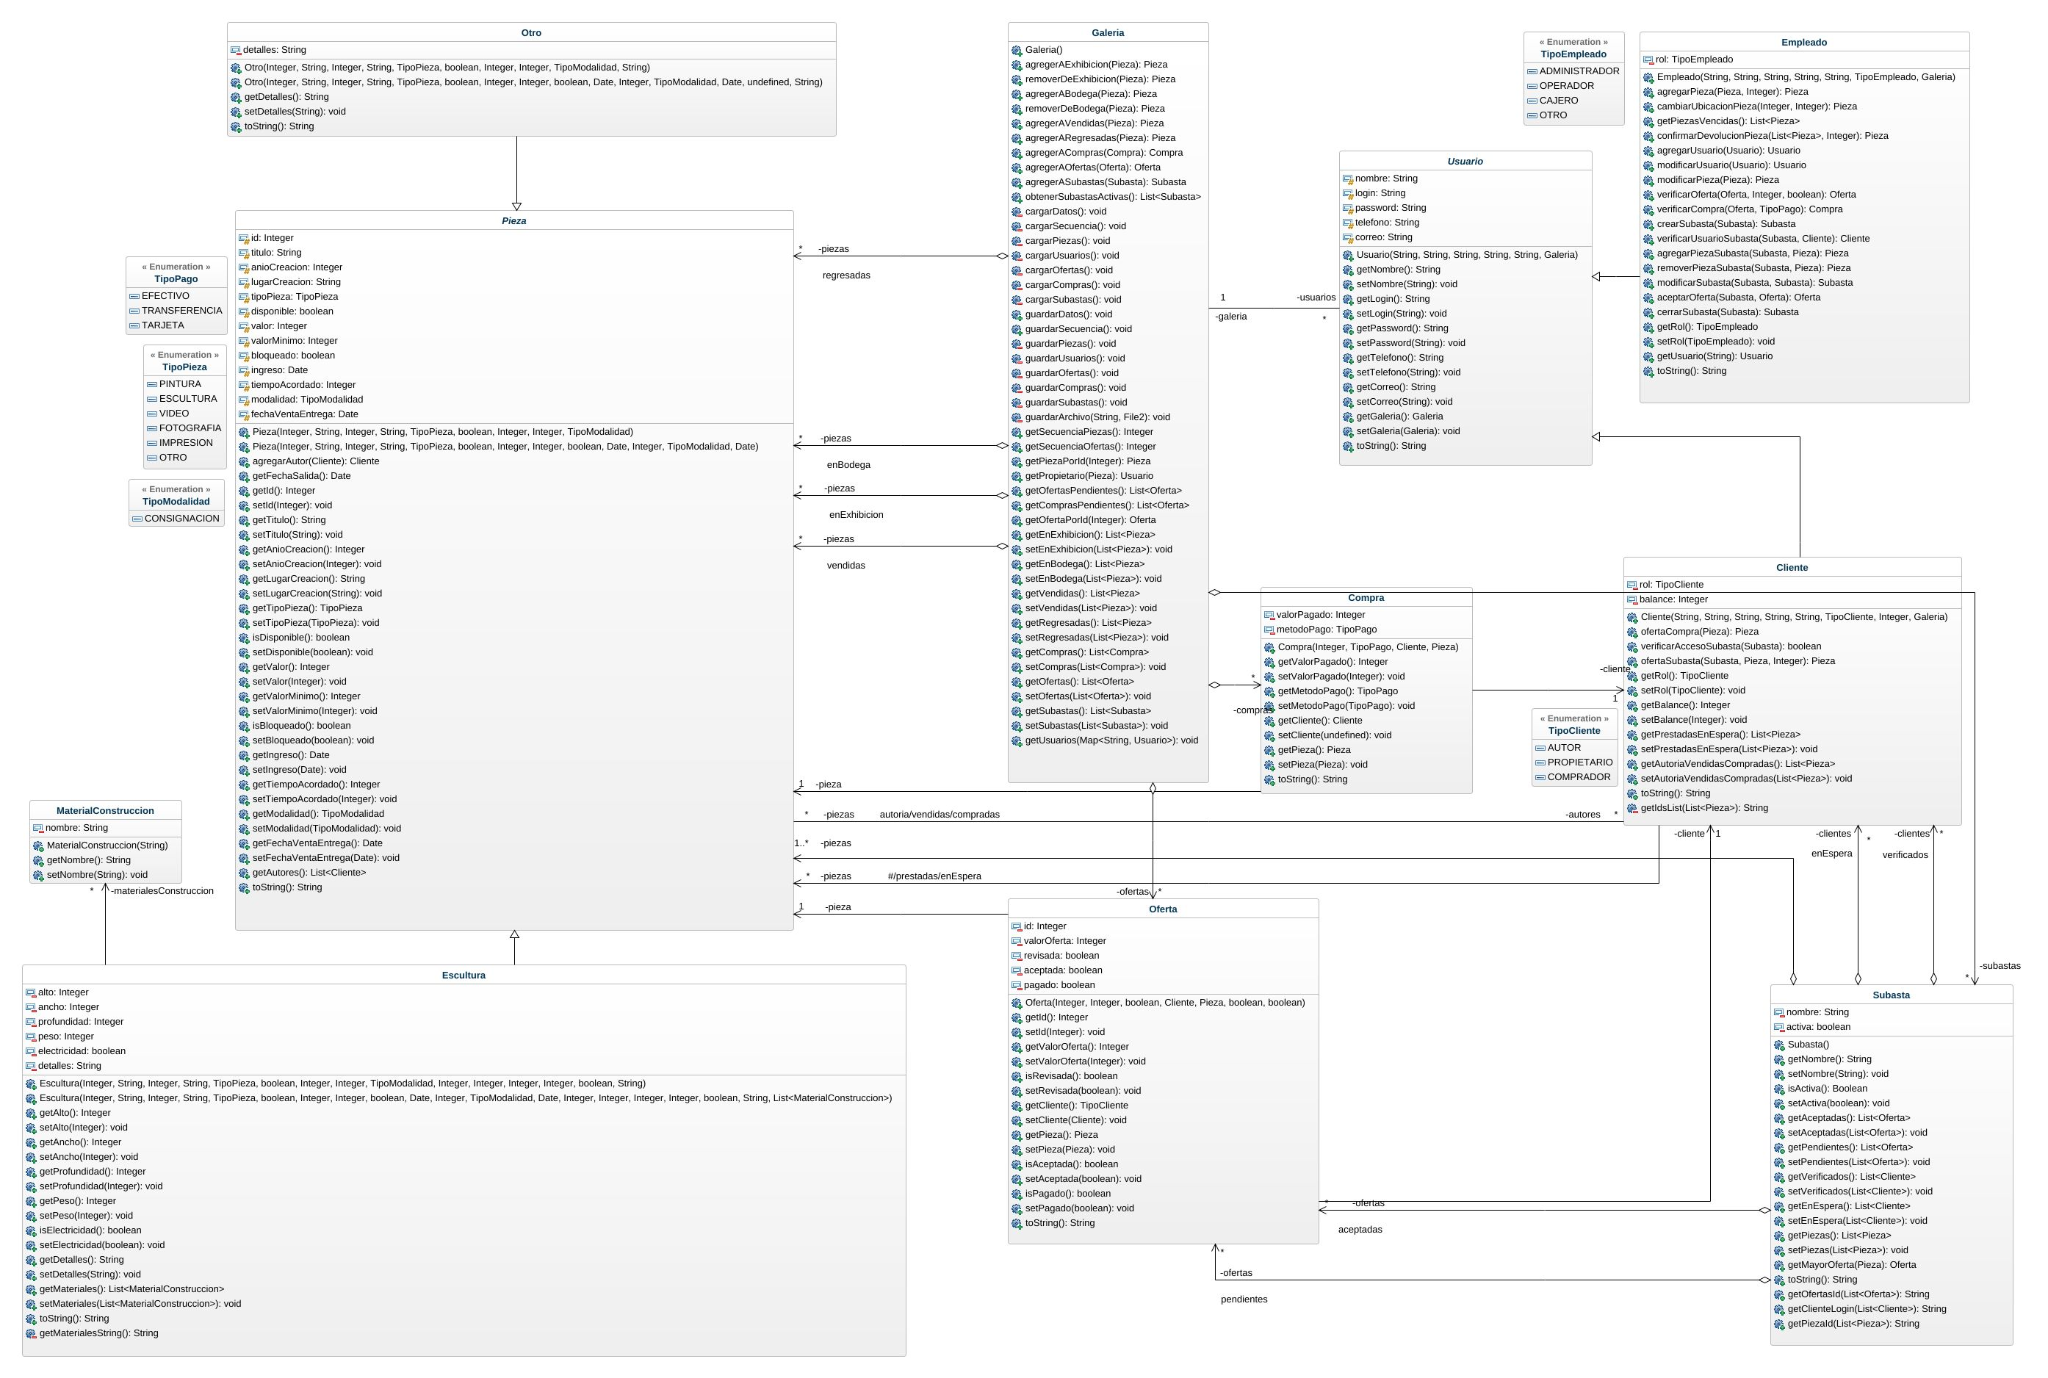 Otro
detalles: String
Otro(Integer, String, Integer, String, TipoPieza, boolean, Integer, Integer, TipoModalidad, String)
Otro(Integer, String, Integer, String, TipoPieza, boolean, Integer, Integer, boolean, Date, Integer, TipoModalidad, Date, undefined, String)
getDetalles(): String
setDetalles(String): void
toString(): String
Galeria
Galeria()
agregerAExhibicion(Pieza): Pieza
removerDeExhibicion(Pieza): Pieza
agregerABodega(Pieza): Pieza
removerDeBodega(Pieza): Pieza
agregerAVendidas(Pieza): Pieza
agregerARegresadas(Pieza): Pieza
agregerACompras(Compra): Compra
agregerAOfertas(Oferta): Oferta
agregerASubastas(Subasta): Subasta
obtenerSubastasActivas(): List<Subasta>
cargarDatos(): void
cargarSecuencia(): void
cargarPiezas(): void
cargarUsuarios(): void
cargarOfertas(): void
cargarCompras(): void
cargarSubastas(): void
guardarDatos(): void
guardarSecuencia(): void
guardarPiezas(): void
guardarUsuarios(): void
guardarOfertas(): void
guardarCompras(): void
guardarSubastas(): void
guardarArchivo(String, File2): void
getSecuenciaPiezas(): Integer
getSecuenciaOfertas(): Integer
getPiezaPorId(Integer): Pieza
getPropietario(Pieza): Usuario
getOfertasPendientes(): List<Oferta>
getComprasPendientes(): List<Oferta>
getOfertaPorId(Integer): Oferta
getEnExhibicion(): List<Pieza>
setEnExhibicion(List<Pieza>): void
getEnBodega(): List<Pieza>
setEnBodega(List<Pieza>): void
getVendidas(): List<Pieza>
setVendidas(List<Pieza>): void
getRegresadas(): List<Pieza>
setRegresadas(List<Pieza>): void
getCompras(): List<Compra>
setCompras(List<Compra>): void
getOfertas(): List<Oferta>
setOfertas(List<Oferta>): void
getSubastas(): List<Subasta>
setSubastas(List<Subasta>): void
getUsuarios(Map<String, Usuario>): void
« Enumeration »
TipoEmpleado
ADMINISTRADOR
OPERADOR
CAJERO
OTRO
Empleado
rol: TipoEmpleado
Empleado(String, String, String, String, String, TipoEmpleado, Galeria)
agregarPieza(Pieza, Integer): Pieza
cambiarUbicacionPieza(Integer, Integer): Pieza
getPiezasVencidas(): List<Pieza>
confirmarDevolucionPieza(List<Pieza>, Integer): Pieza
agregarUsuario(Usuario): Usuario
modificarUsuario(Usuario): Usuario
modificarPieza(Pieza): Pieza
verificarOferta(Oferta, Integer, boolean): Oferta
verificarCompra(Oferta, TipoPago): Compra
crearSubasta(Subasta): Subasta
verificarUsuarioSubasta(Subasta, Cliente): Cliente
agregarPiezaSubasta(Subasta, Pieza): Pieza
removerPiezaSubasta(Subasta, Pieza): Pieza
modificarSubasta(Subasta, Subasta): Subasta
aceptarOferta(Subasta, Oferta): Oferta
cerrarSubasta(Subasta): Subasta
getRol(): TipoEmpleado
setRol(TipoEmpleado): void
getUsuario(String): Usuario
toString(): String
Usuario
nombre: String
login: String
password: String
telefono: String
correo: String
Usuario(String, String, String, String, String, Galeria)
getNombre(): String
setNombre(String): void
getLogin(): String
setLogin(String): void
getPassword(): String
setPassword(String): void
getTelefono(): String
setTelefono(String): void
getCorreo(): String
setCorreo(String): void
getGaleria(): Galeria
setGaleria(Galeria): void
toString(): String
1
-usuarios
-galeria
*
Pieza
id: Integer
titulo: String
anioCreacion: Integer
lugarCreacion: String
tipoPieza: TipoPieza
disponible: boolean
valor: Integer
valorMinimo: Integer
bloqueado: boolean
ingreso: Date
tiempoAcordado: Integer
modalidad: TipoModalidad
fechaVentaEntrega: Date
Pieza(Integer, String, Integer, String, TipoPieza, boolean, Integer, Integer, TipoModalidad)
Pieza(Integer, String, Integer, String, TipoPieza, boolean, Integer, Integer, boolean, Date, Integer, TipoModalidad, Date)
agregarAutor(Cliente): Cliente
getFechaSalida(): Date
getId(): Integer
setId(Integer): void
getTitulo(): String
setTitulo(String): void
getAnioCreacion(): Integer
setAnioCreacion(Integer): void
getLugarCreacion(): String
setLugarCreacion(String): void
getTipoPieza(): TipoPieza
setTipoPieza(TipoPieza): void
isDisponible(): boolean
setDisponible(boolean): void
getValor(): Integer
setValor(Integer): void
getValorMinimo(): Integer
setValorMinimo(Integer): void
isBloqueado(): boolean
setBloqueado(boolean): void
getIngreso(): Date
setIngreso(Date): void
getTiempoAcordado(): Integer
setTiempoAcordado(Integer): void
getModalidad(): TipoModalidad
setModalidad(TipoModalidad): void
getFechaVentaEntrega(): Date
setFechaVentaEntrega(Date): void
getAutores(): List<Cliente>
toString(): String
« Enumeration »
TipoPago
EFECTIVO
TRANSFERENCIA
TARJETA
« Enumeration »
TipoPieza
PINTURA
ESCULTURA
VIDEO
FOTOGRAFIA
IMPRESION
OTRO
« Enumeration »
TipoModalidad
CONSIGNACION
* -piezas
regresadas
* -piezas
enBodega
* -piezas
enExhibicion
* -piezas
vendidas
Compra
valorPagado: Integer
metodoPago: TipoPago
Compra(Integer, TipoPago, Cliente, Pieza)
getValorPagado(): Integer
setValorPagado(Integer): void
getMetodoPago(): TipoPago
setMetodoPago(TipoPago): void
getCliente(): Cliente
setCliente(undefined): void
getPieza(): Pieza
setPieza(Pieza): void
toString(): String
*
-compras
-cliente
1
Cliente
rol: TipoCliente
balance: Integer
Cliente(String, String, String, String, String, TipoCliente, Integer, Galeria)
ofertaCompra(Pieza): Pieza
verificarAccesoSubasta(Subasta): boolean
ofertaSubasta(Subasta, Pieza, Integer): Pieza
getRol(): TipoCliente
setRol(TipoCliente): void
getBalance(): Integer
setBalance(Integer): void
getPrestadasEnEspera(): List<Pieza>
setPrestadasEnEspera(List<Pieza>): void
getAutoriaVendidasCompradas(): List<Pieza>
setAutoriaVendidasCompradas(List<Pieza>): void
toString(): String
getIdsList(List<Pieza>): String
« Enumeration »
TipoCliente
AUTOR
PROPIETARIO
COMPRADOR
1 -pieza
* -piezas autoria/vendidas/compradas -autores *
1..* -piezas
* -piezas #/prestadas/enEspera
1 -pieza
-ofertas *
-cliente 1
-clientes *
enEspera
-clientes *
verificados
* -subastas
MaterialConstruccion
nombre: String
MaterialConstruccion(String)
getNombre(): String
setNombre(String): void
* -materialesConstruccion
Escultura
alto: Integer
ancho: Integer
profundidad: Integer
peso: Integer
electricidad: boolean
detalles: String
Escultura(Integer, String, Integer, String, TipoPieza, boolean, Integer, Integer, TipoModalidad, Integer, Integer, Integer, Integer, boolean, String)
Escultura(Integer, String, Integer, String, TipoPieza, boolean, Integer, Integer, boolean, Date, Integer, TipoModalidad, Date, Integer, Integer, Integer, Integer, boolean, String, List<MaterialConstruccion>)
getAlto(): Integer
setAlto(Integer): void
getAncho(): Integer
setAncho(Integer): void
getProfundidad(): Integer
setProfundidad(Integer): void
getPeso(): Integer
setPeso(Integer): void
isElectricidad(): boolean
setElectricidad(boolean): void
getDetalles(): String
setDetalles(String): void
getMateriales(): List<MaterialConstruccion>
setMateriales(List<MaterialConstruccion>): void
toString(): String
getMaterialesString(): String
Oferta
id: Integer
valorOferta: Integer
revisada: boolean
aceptada: boolean
pagado: boolean
Oferta(Integer, Integer, boolean, Cliente, Pieza, boolean, boolean)
getId(): Integer
setId(Integer): void
getValorOferta(): Integer
setValorOferta(Integer): void
isRevisada(): boolean
setRevisada(boolean): void
getCliente(): TipoCliente
setCliente(Cliente): void
getPieza(): Pieza
setPieza(Pieza): void
isAceptada(): boolean
setAceptada(boolean): void
isPagado(): boolean
setPagado(boolean): void
toString(): String
* -ofertas
aceptadas
*
-ofertas
pendientes
Subasta
nombre: String
activa: boolean
Subasta()
getNombre(): String
setNombre(String): void
isActiva(): Boolean
setActiva(boolean): void
getAceptadas(): List<Oferta>
setAceptadas(List<Oferta>): void
getPendientes(): List<Oferta>
setPendientes(List<Oferta>): void
getVerificados(): List<Cliente>
setVerificados(List<Cliente>): void
getEnEspera(): List<Cliente>
setEnEspera(List<Cliente>): void
getPiezas(): List<Pieza>
setPiezas(List<Pieza>): void
getMayorOferta(Pieza): Oferta
toString(): String
getOfertasId(List<Oferta>): String
getClienteLogin(List<Cliente>): String
getPiezaId(List<Pieza>): String